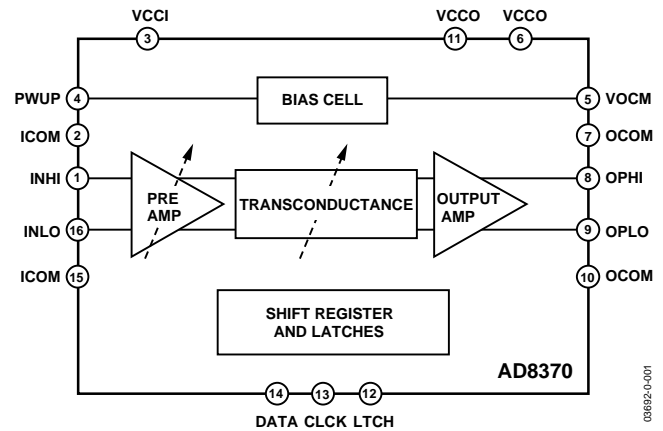 VCCI VCCO VCCO
3 11 6
PWUP 4 BIAS CELL 5 VOCM
ICOM 2 7 OCOM
INHI 1 8 OPHI
PRE AMP
TRANSCONDUCTANCE
OUTPUT AMP
INLO 16 9 OPLO
ICOM 15 10 OCOM
SHIFT REGISTER
AND LATCHES
AD8370
14 13 12
DATA CLCK LTCH
03692-0-001